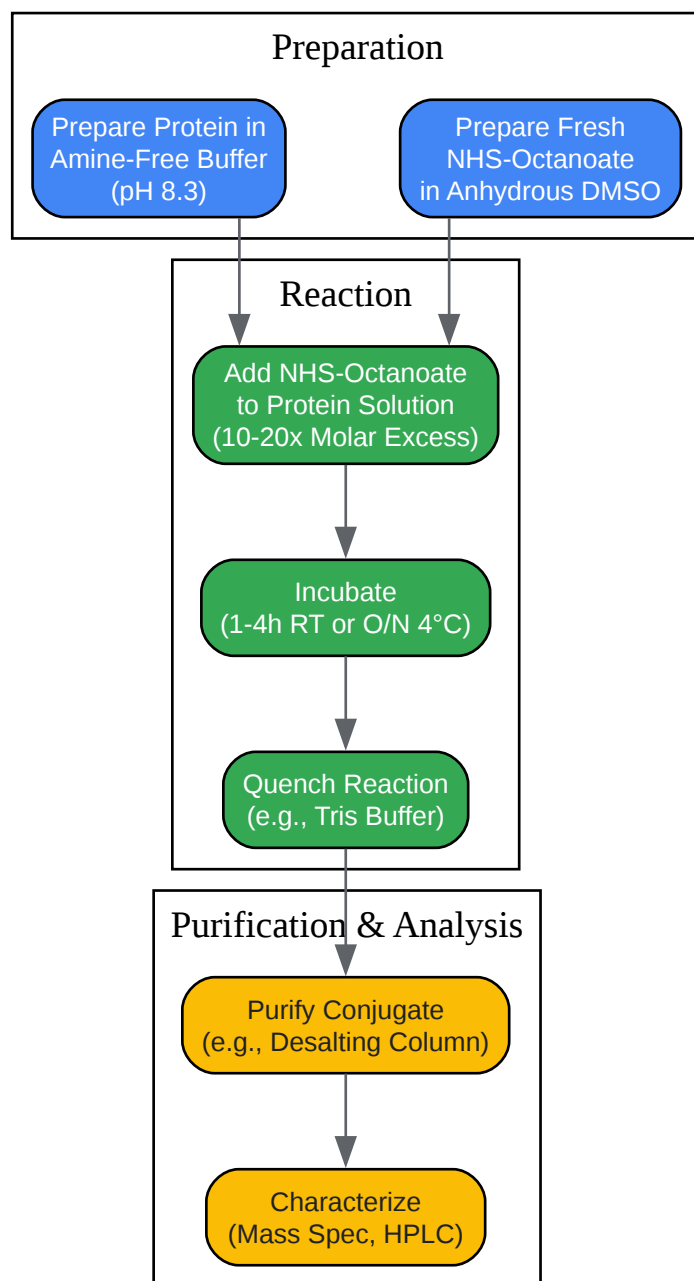 Preparation
Prepare Protein in
Amine-Free Buffer
(pH 8.3)
Prepare Fresh
NHS-Octanoate
in Anhydrous DMSO
Reaction
Add NHS-Octanoate
to Protein Solution
(10-20x Molar Excess)
Incubate
(1-4h RT or O/N 4°C)
Quench Reaction
(e.g., Tris Buffer)
Purification & Analysis
Purify Conjugate
(e.g., Desalting Column)
Characterize
(Mass Spec, HPLC)